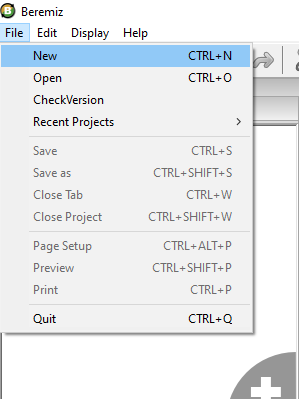 Beremiz
File Edit Display Help
New CTRL+N
Open CTRL+O
CheckVersion
Recent Projects
Save CTRL+S
Save as CTRL+SHIFT+S
Close Tab CTRL+W
Close Project CTRL+SHIFT+W
Page Setup CTRL+ALT+P
Preview CTRL+SHIFT+P
Print CTRL+P
Quit CTRL+Q